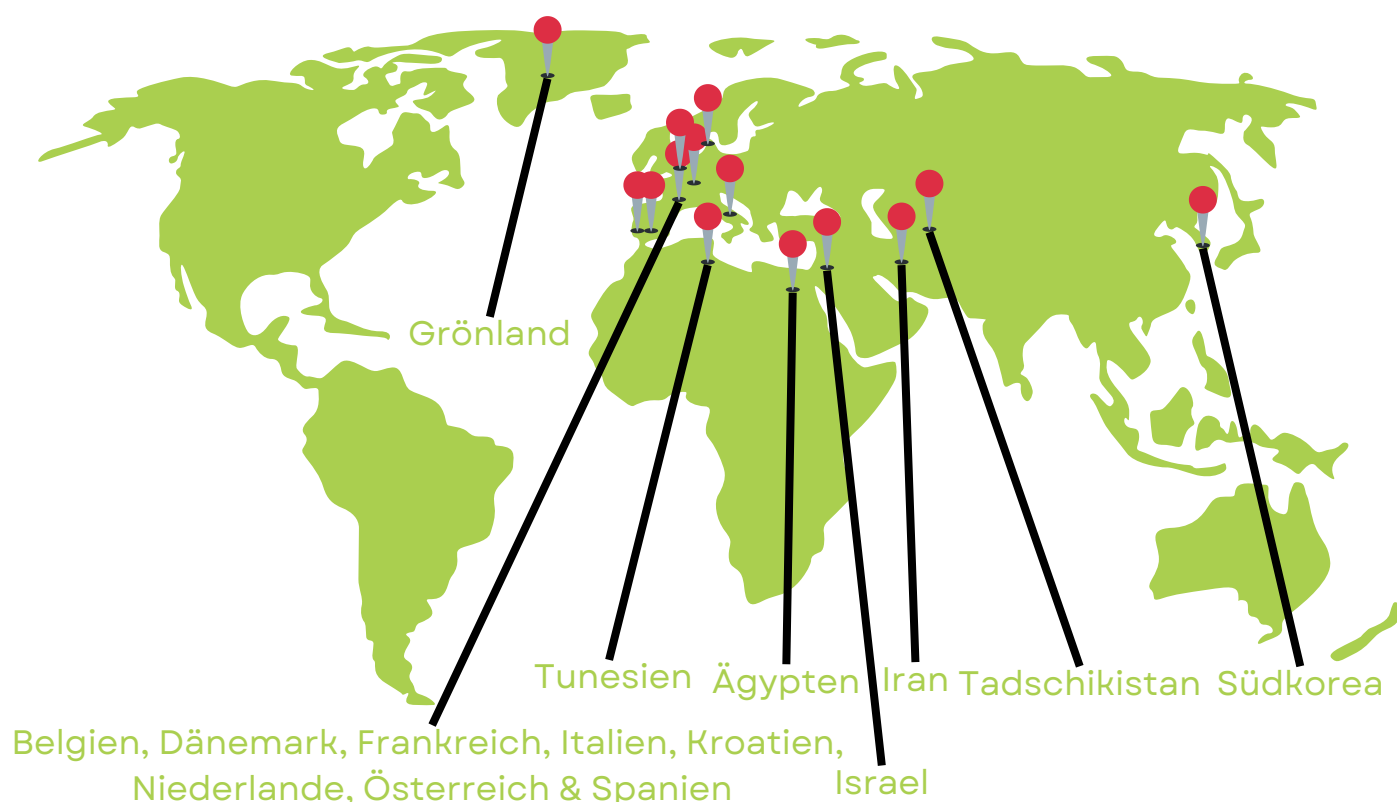 Grönland
Tunesien
Ägypten
Iran
Tadschikistan
Südkorea
Belgien, Dänemark, Frankreich, Italien, Kroatien,
Niederlande, Österreich & Spanien
Israel